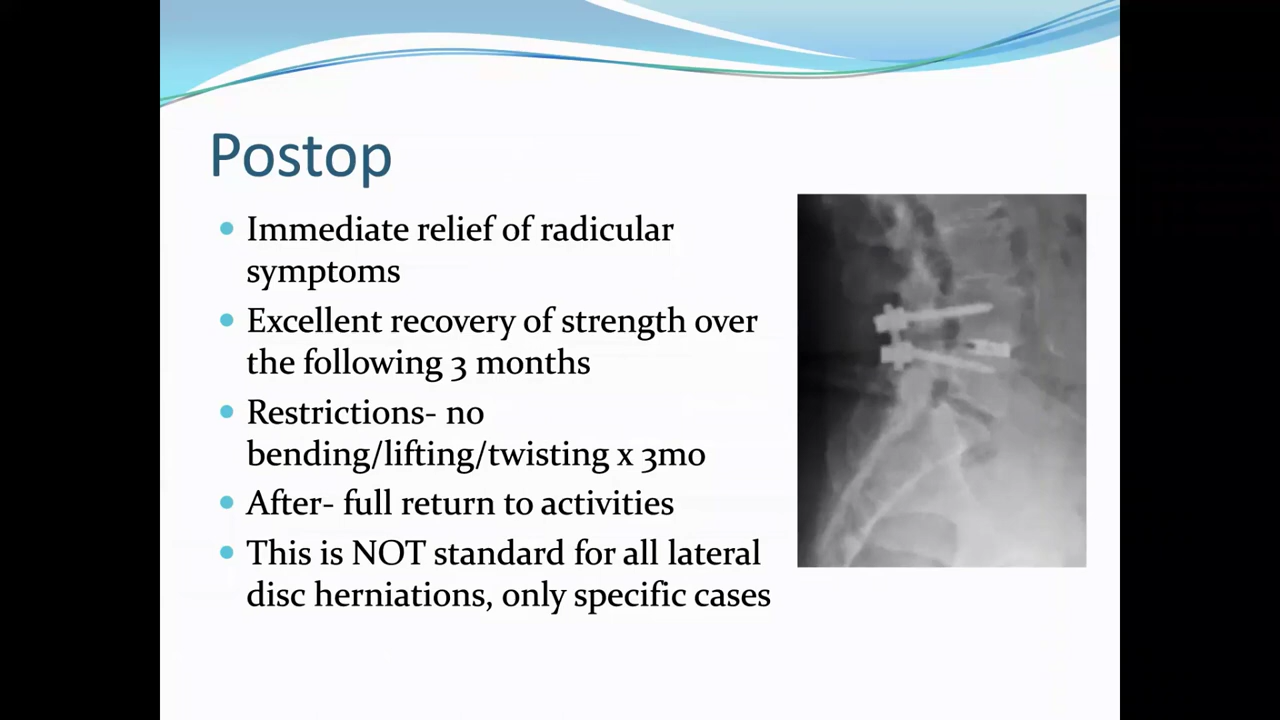 Postop
• Immediate relief of radicular
symptoms
• Excellent recovery of strength over
the following 3 months
• Restrictions- no
bending/lifting/twisting x 3mo
• After- full return to activities
• This is NOT standard for all lateral
disc herniations, only specific cases